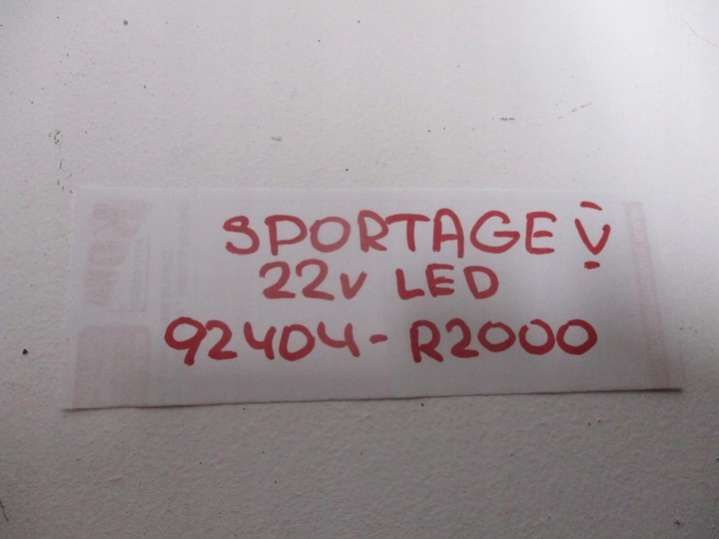 SPORTAGE V
22v LED
92404-R2000